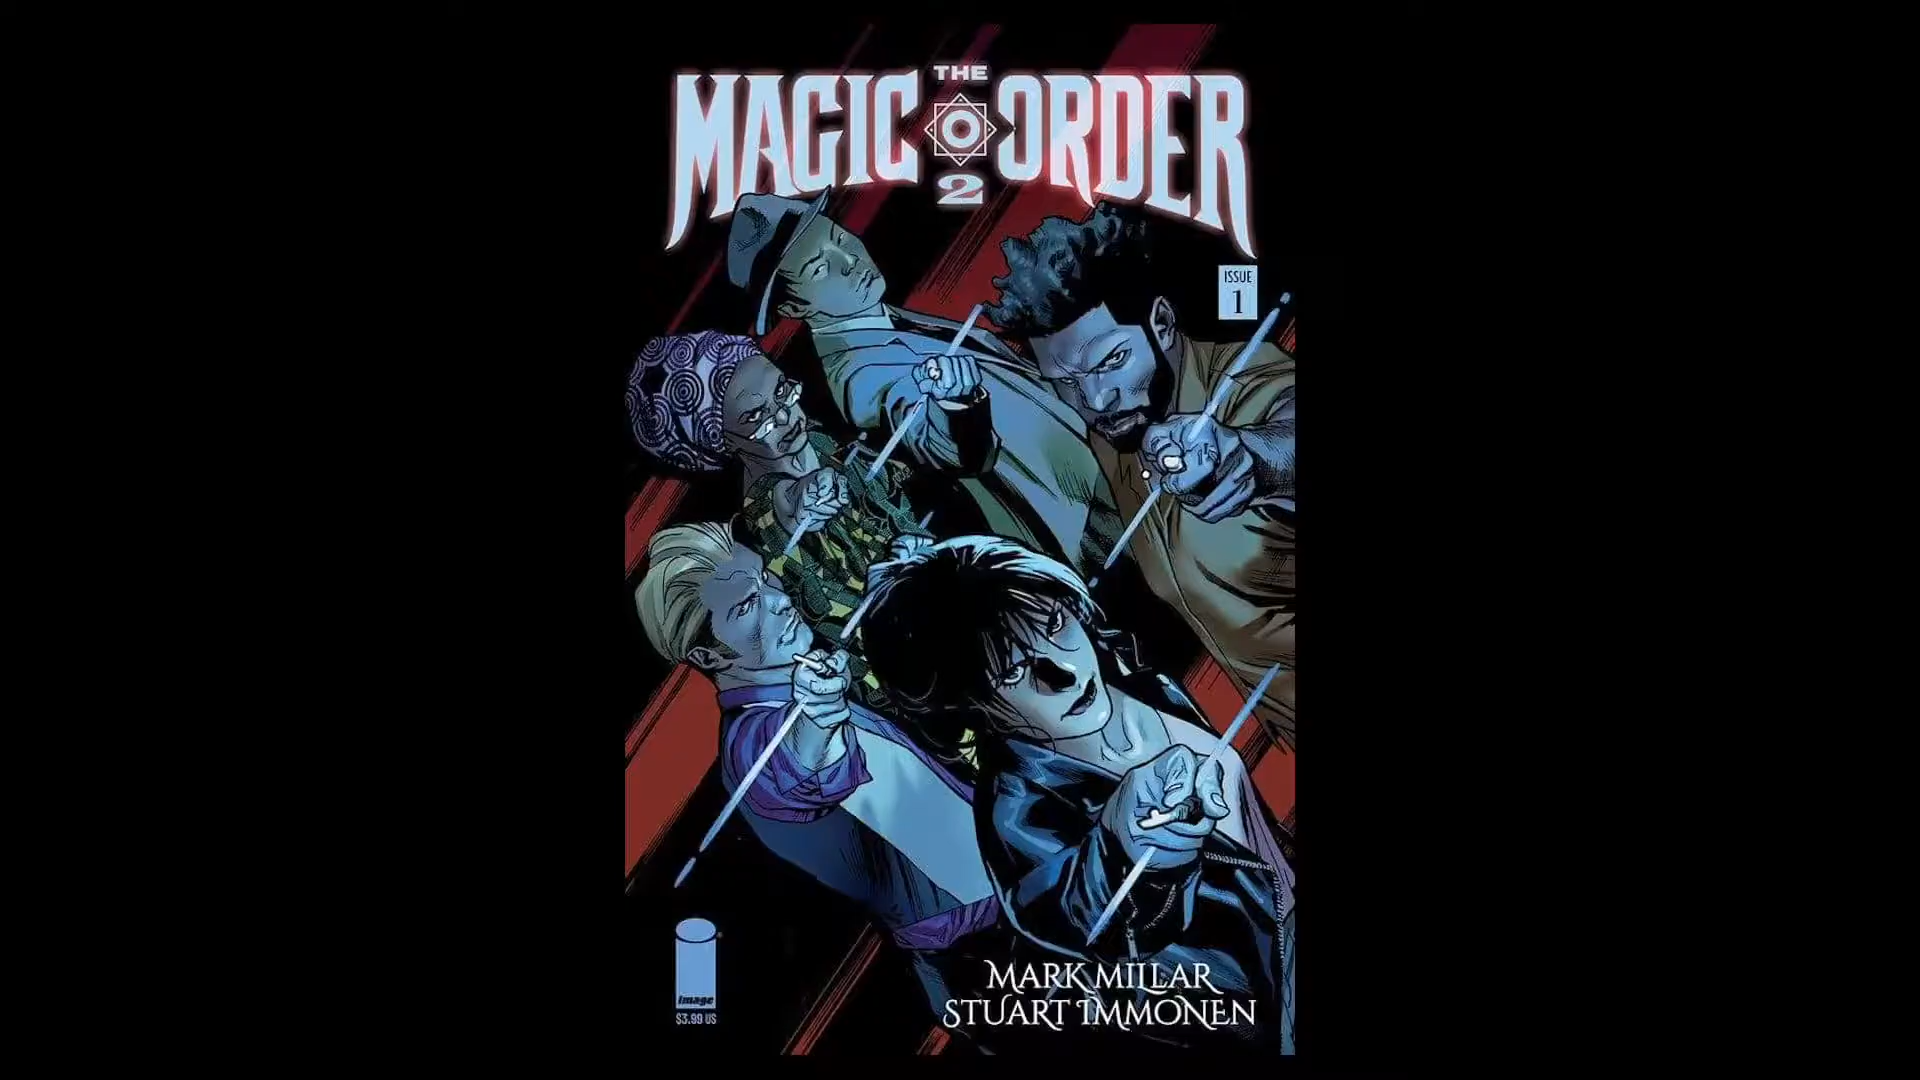 THE
MAGIC ORDER
2
ISSUE
1
image
$3.99 US
MARK MILLAR
STUART IMMONEN